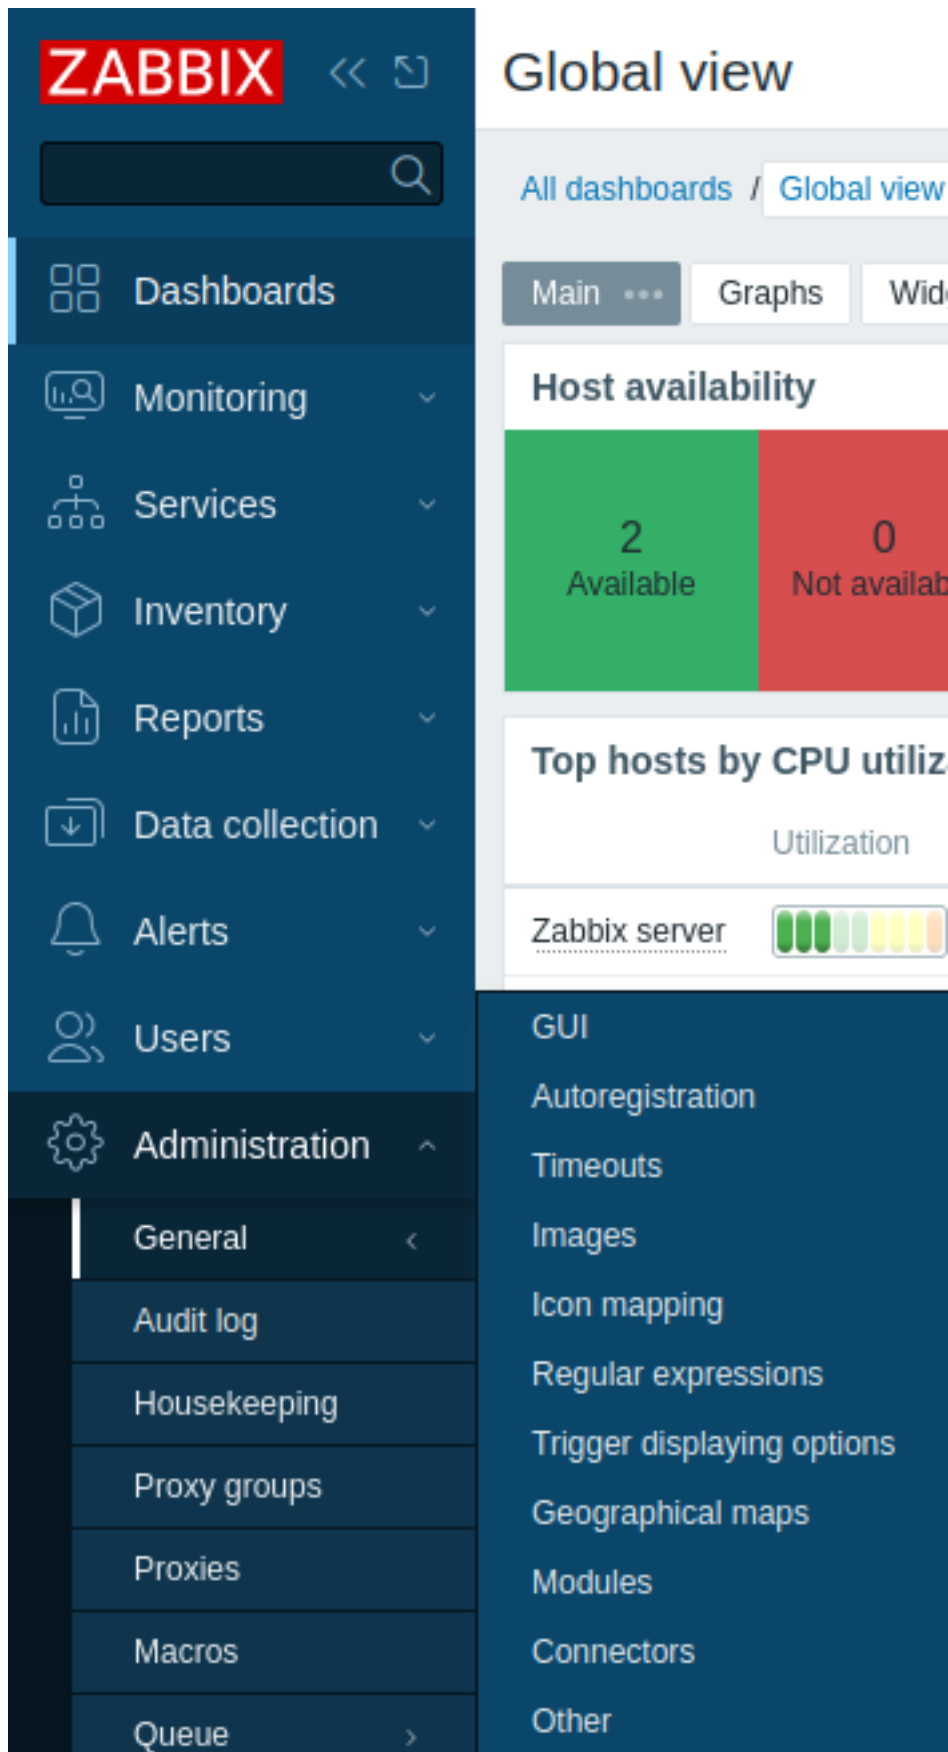 ZABBIX
Dashboards
Monitoring
Services
Inventory
Reports
Data collection
Alerts
Users
Administration
General
Audit log
Housekeeping
Proxy groups
Proxies
Macros
Queue
Global view
All dashboards / Global view
Main Graphs
Host availability
2 0
Available Not
Top hosts by CPU
Utilization
Zabbix server
GUI
Autoregistration
Timeouts
Images
Icon mapping
Regular expressions
Trigger displaying options
Geographical maps
Modules
Connectors
Other